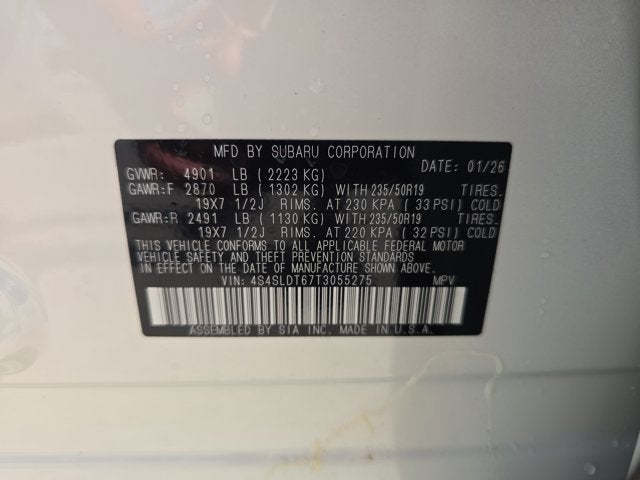 MFD BY SUBARU CORPORATION
DATE: 01/26
GVWR: 4901 LB ( 2223 KG)
GAWR:F 2870 LB ( 1302 KG) WITH 235/50R19 TIRES.
19X7 1/2J RIMS. AT 230 KPA ( 33 PSI) COLD
GAWR:R 2491 LB ( 1130 KG) WITH 235/50R19 TIRES.
19X7 1/2J RIMS. AT 220 KPA ( 32 PSI) COLD
THIS VEHICLE CONFORMS TO ALL APPLICABLE FEDERAL MOTOR
VEHICLE SAFETY AND THEFT PREVENTION STANDARDS
IN EFFECT ON THE DATE OF MANUFACTURE SHOWN ABOVE.
VIN: 4S4SLDT67T3055275 MPV
ASSEMBLED BY SIA INC. MADE IN U.S.A.